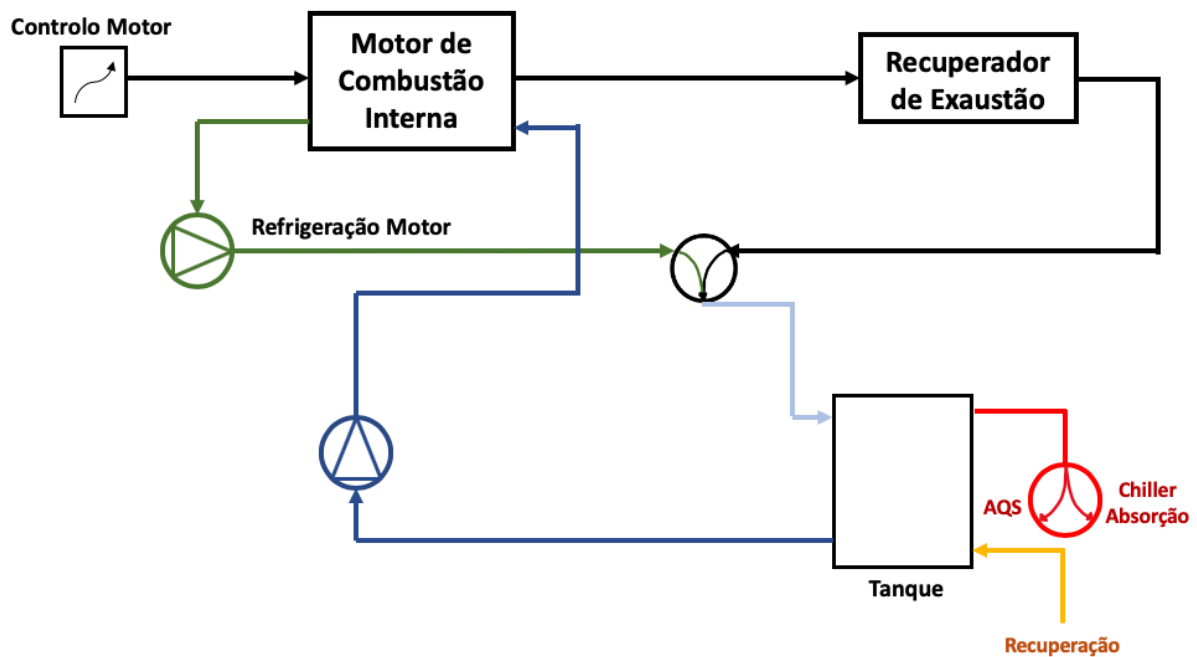 Controlo Motor
Motor de
Combustão
Interna
Recuperador
de Exaustão
Refrigeração Motor
AQS
Chiller
Absorção
Tanque
Recuperação